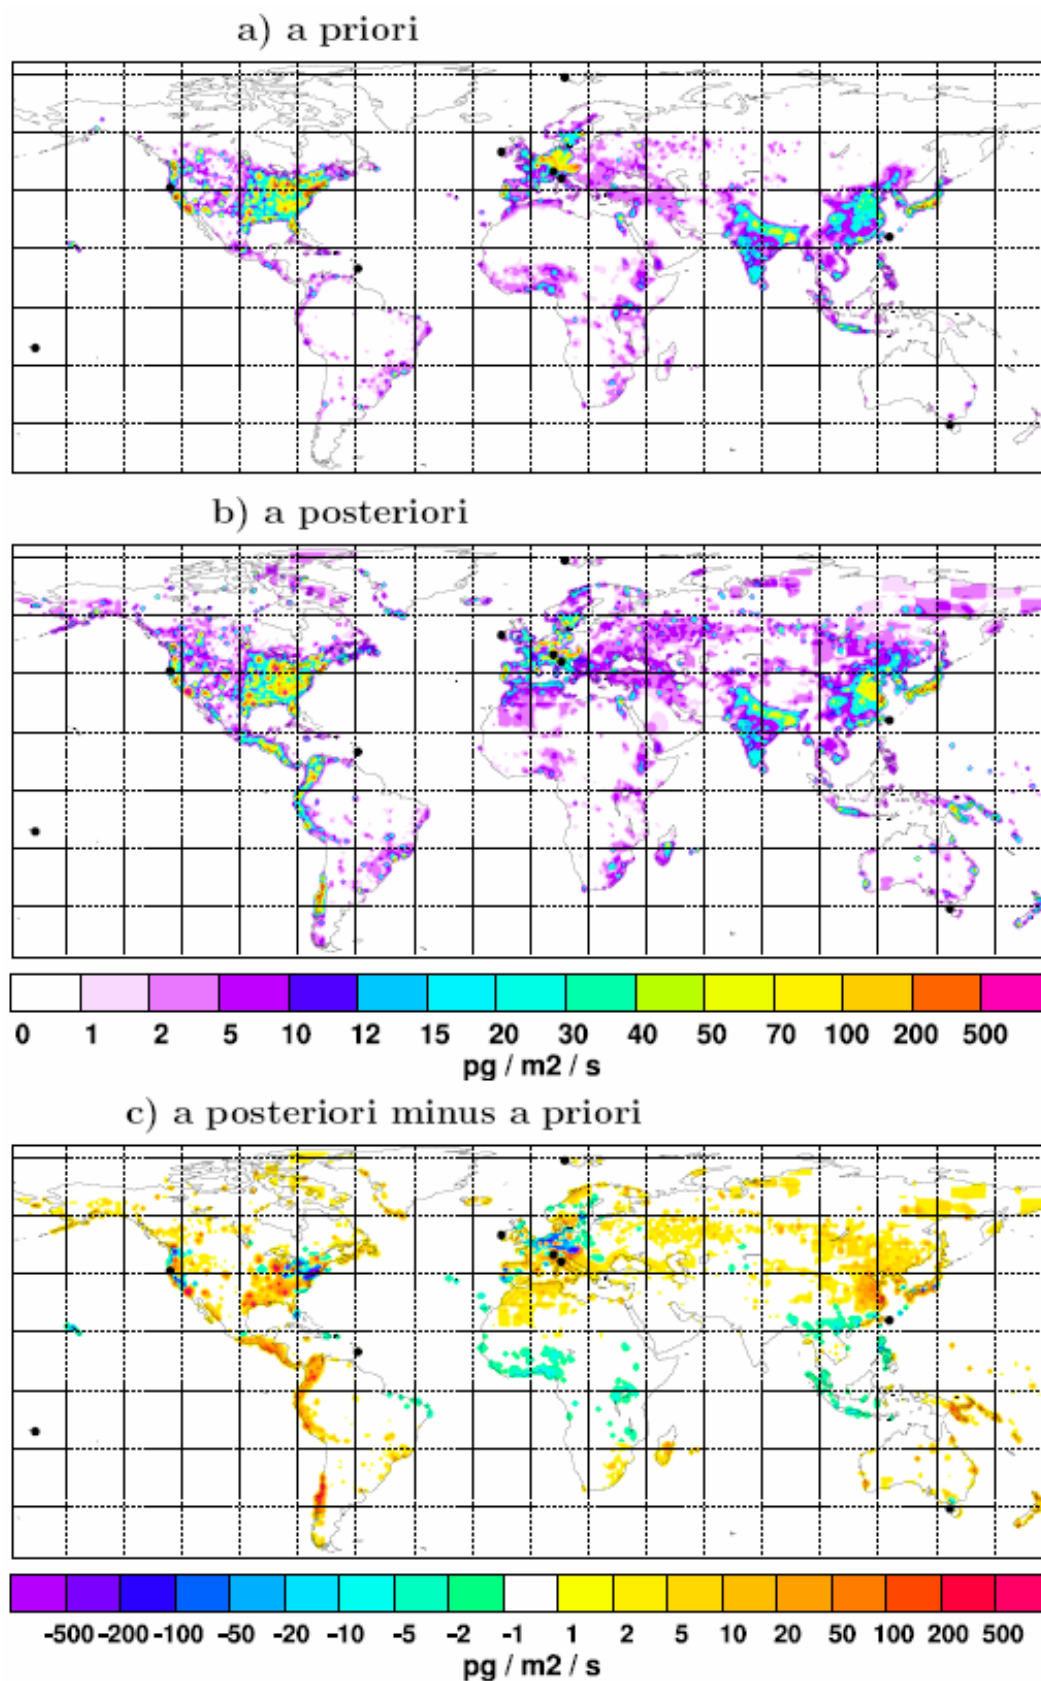 a) a priori
b) a posteriori
0 1 2 5 10 12 15 20 30 40 50 70 100 200 500
pg / m2 / s
c) a posteriori minus a priori
-500 -200 -100 -50 -20 -10 -5 -2 -1 1 2 5 10 20 50 100 200 500
pg / m2 / s